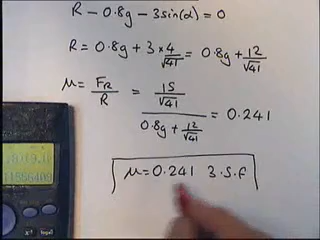 R - 0.8g - 3sin(α) = 0
R = 0.8g + 3 × 4/√41 = 0.8g + 12/√41
μ = FR/R = 15/√41 / 0.8g + 12/√41 = 0.241
μ = 0.241 3.s.f